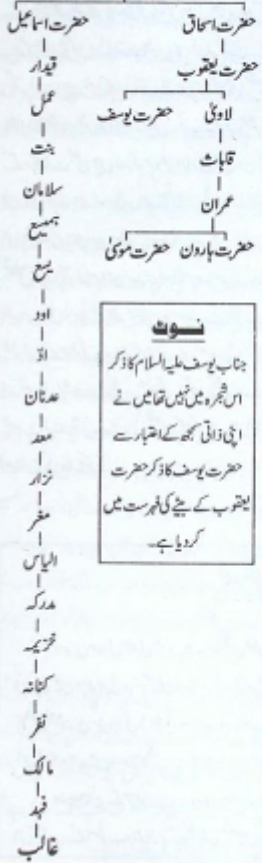 حضرت اسحاق
حضرت اسماعیل
حضرت یعقوب
لاوئ حضرت یوسف
قاہاث
عمران
حضرت ہارون حضرت موسیٰ
قیدار
حمل
بنت
سلامان
ہمیسع
یسع
اود
اد
عدنان
معد
نزار
مضر
الیاس
مدرکہ
خزیمہ
کنانہ
نضر
مالک
فہد
غالب
نـــوٹ
جناب یوسف علیہ السلام کا ذکر
اس شجرہ میں نہیں تھا میں نے
اپنی ذاتی سمجھ کے اعتبار سے
حضرت یوسف کا ذکر حضرت
یعقوب کے بیٹے کی فہرست میں
کر دیا ہے۔